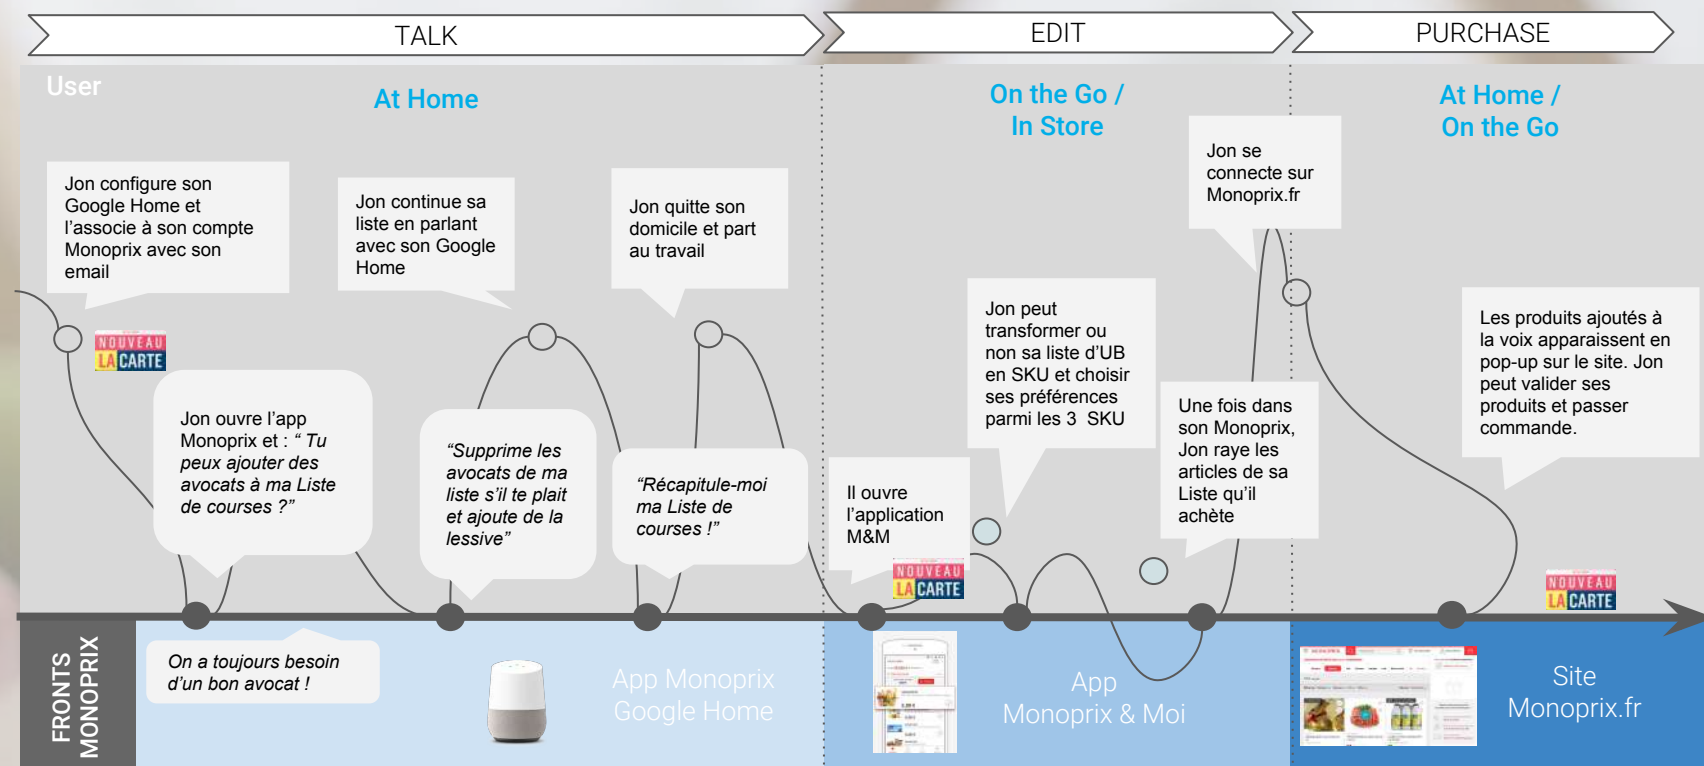 TALK
EDIT
PURCHASE
User
At Home
On the Go /
In Store
At Home /
On the Go
Jon configure son
Google Home et
l’associe à son compte
Monoprix avec son
email
NOUVEAU
LA CARTE
Jon ouvre l’app
Monoprix et : “ Tu
peux ajouter des
avocats à ma Liste
de courses ?”
Jon continue sa
liste en parlant
avec son Google
Home
“Supprime les
avocats de ma
liste s’il te plait
et ajoute de la
lessive”
Jon quitte son
domicile et part
au travail
“Récapitule-moi
ma Liste de
courses !”
Il ouvre
l’application
M&M
NOUVEAU
LA CARTE
Jon peut
transformer ou
non sa liste d’UB
en SKU et choisir
ses préférences
parmi les 3 SKU
Une fois dans
son Monoprix,
Jon raye les
articles de sa
Liste qu’il
achète
Jon se
connecte sur
Monoprix.fr
Les produits ajoutés à
la voix apparaissent en
pop-up sur le site. Jon
peut valider ses
produits et passer
commande.
NOUVEAU
LA CARTE
FRONTS
MONOPRIX
On a toujours besoin
d’un bon avocat !
App Monoprix
Google Home
App
Monoprix & Moi
Site
Monoprix.fr